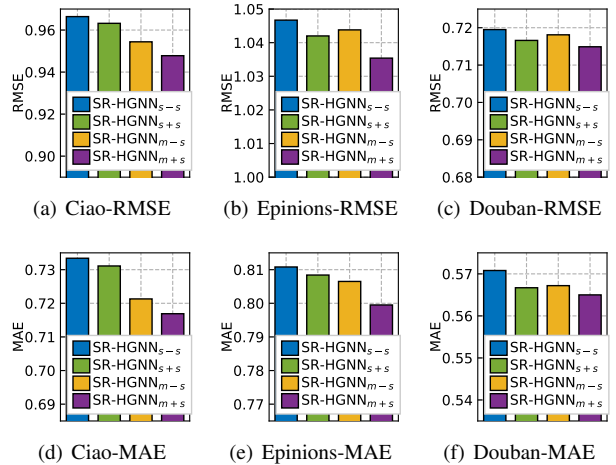 0.96
0.94
0.92
0.90
RMSE
SR-HGNN_{s-s}
SR-HGNN_{s+s}
SR-HGNN_{m-s}
SR-HGNN_{m+s}
(a) Ciao-RMSE
1.05
1.04
1.03
1.02
1.01
1.00
RMSE
SR-HGNN_{s-s}
SR-HGNN_{s+s}
SR-HGNN_{m-s}
SR-HGNN_{m+s}
(b) Epinions-RMSE
0.72
0.71
0.70
0.69
0.68
RMSE
SR-HGNN_{s-s}
SR-HGNN_{s+s}
SR-HGNN_{m-s}
SR-HGNN_{m+s}
(c) Douban-RMSE
0.73
0.72
0.71
0.70
0.69
MAE
SR-HGNN_{s-s}
SR-HGNN_{s+s}
SR-HGNN_{m-s}
SR-HGNN_{m+s}
(d) Ciao-MAE
0.81
0.80
0.79
0.78
0.77
MAE
SR-HGNN_{s-s}
SR-HGNN_{s+s}
SR-HGNN_{m-s}
SR-HGNN_{m+s}
(e) Epinions-MAE
0.57
0.56
0.55
0.54
MAE
SR-HGNN_{s-s}
SR-HGNN_{s+s}
SR-HGNN_{m-s}
SR-HGNN_{m+s}
(f) Douban-MAE